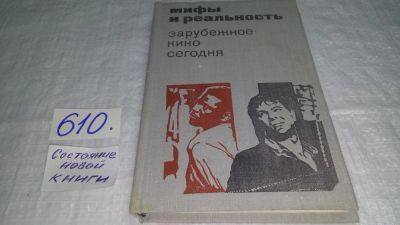 мифы
и реальность
зарубежное
кино
сегодня
610.
Состояние
новой
книги